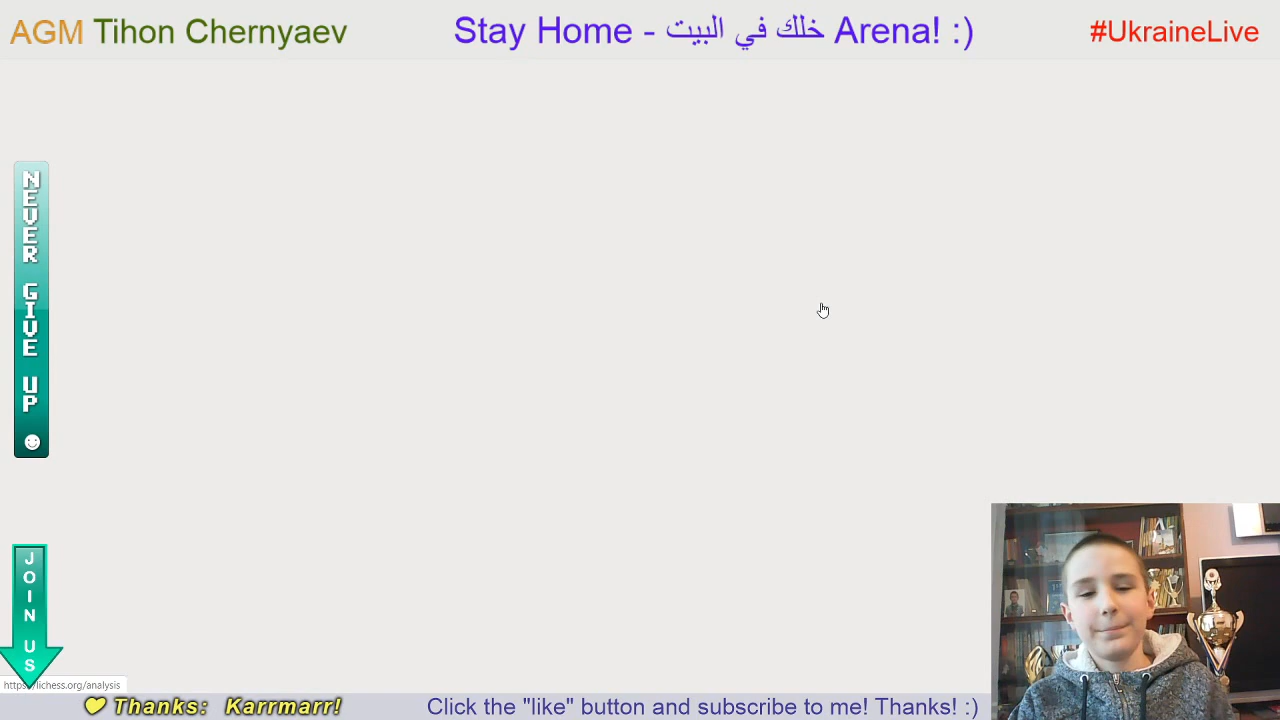 AGM Tihon Chernyaev
Stay Home - خلك في البيت Arena! :)
#UkraineLive
NEVER GIVE UP ☻
JOIN US
https://lichess.org/analysis
Thanks: Karrmarr!
Click the "like" button and subscribe to me! Thanks! :)